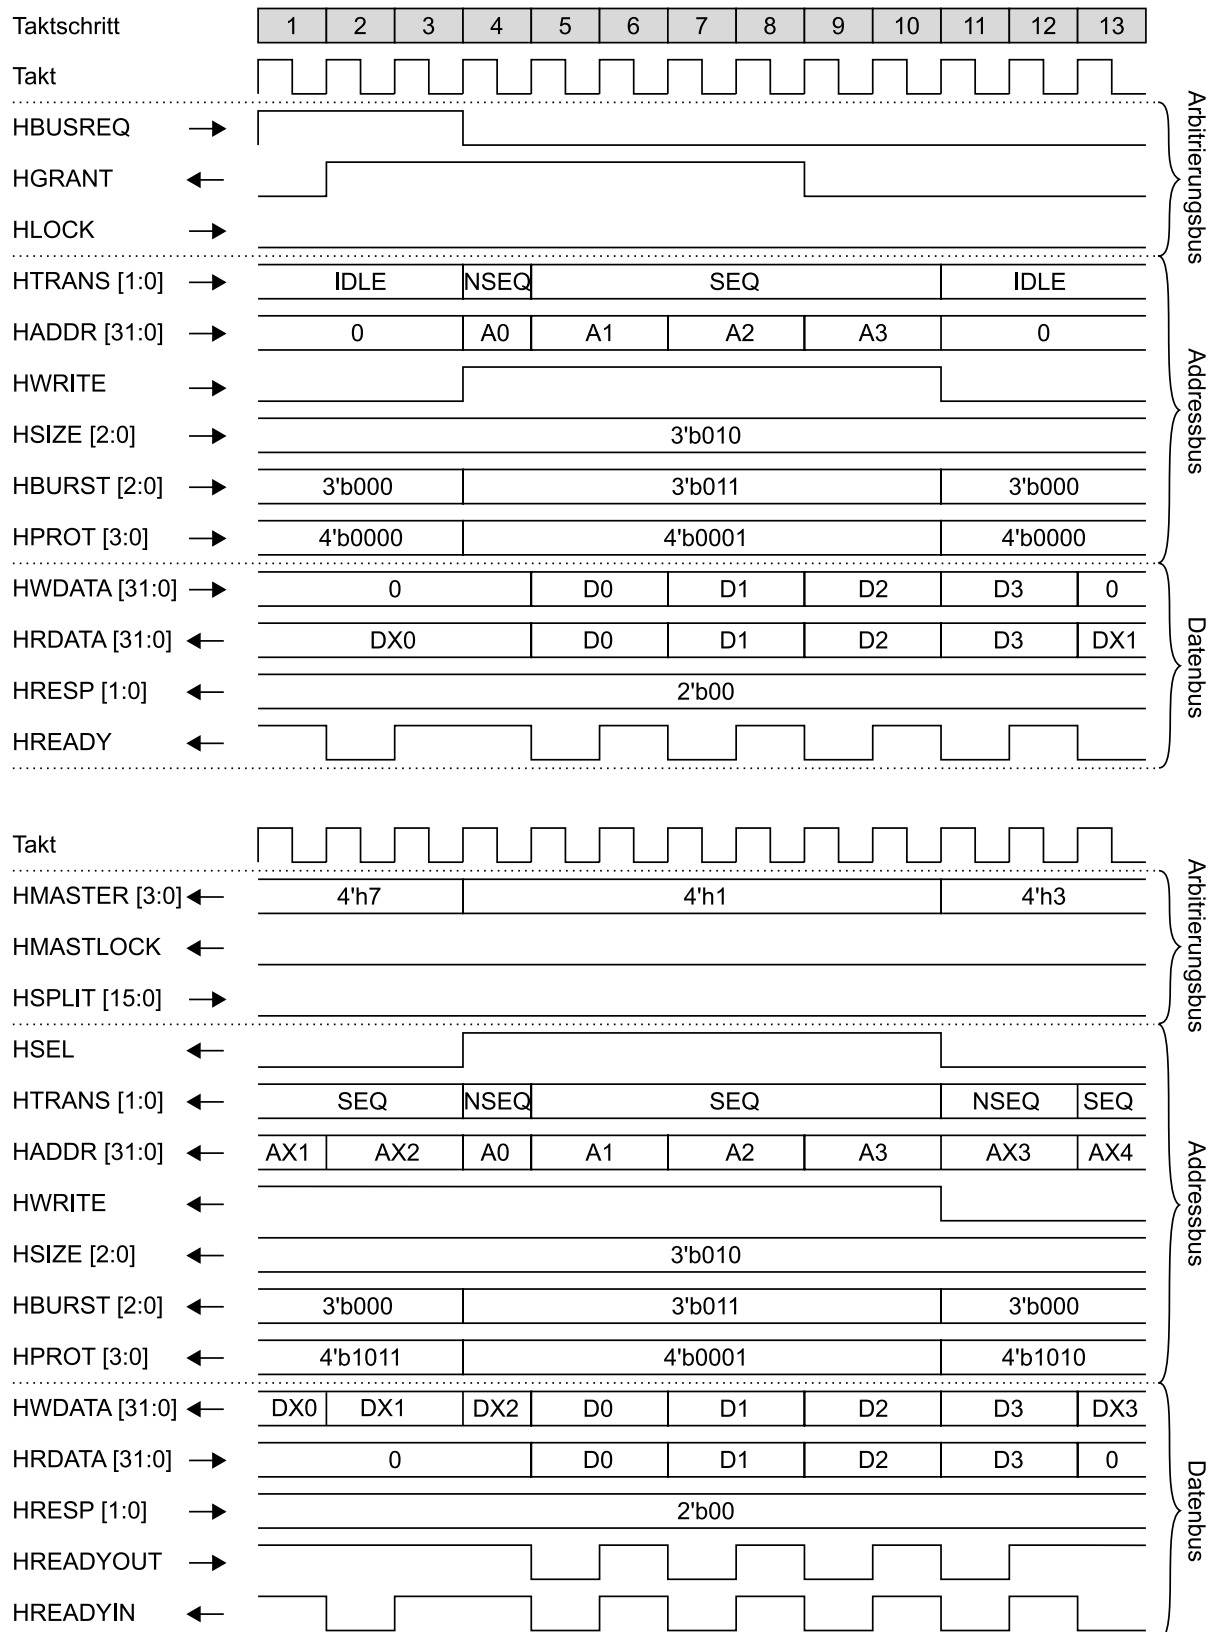 Taktschritt 1 2 3 4 5 6 7 8 9 10 11 12 13
Takt
HBUSREQ
HGRANT
HLOCK
Arbitrierungsbus
HTRANS [1:0] IDLE NSEQ SEQ IDLE
HADDR [31:0] 0 A0 A1 A2 A3 0
HWRITE
HSIZE [2:0] 3'b010
HBURST [2:0] 3'b000 3'b011 3'b000
HPROT [3:0] 4'b0000 4'b0001 4'b0000
Addressbus
HWDATA [31:0] 0 D0 D1 D2 D3 0
HRDATA [31:0] DX0 D0 D1 D2 D3 DX1
HRESP [1:0] 2'b00
HREADY
Datenbus
Takt
HMASTER [3:0] 4'h7 4'h1 4'h3
HMASTLOCK
HSPLIT [15:0]
Arbitrierungsbus
HSEL
HTRANS [1:0] SEQ NSEQ SEQ NSEQ SEQ
HADDR [31:0] AX1 AX2 A0 A1 A2 A3 AX3 AX4
HWRITE
HSIZE [2:0] 3'b010
HBURST [2:0] 3'b000 3'b011 3'b000
HPROT [3:0] 4'b1011 4'b0001 4'b1010
Addressbus
HWDATA [31:0] DX0 DX1 DX2 D0 D1 D2 D3 DX3
HRDATA [31:0] 0 D0 D1 D2 D3 0
HRESP [1:0] 2'b00
HREADYOUT
HREADYIN
Datenbus